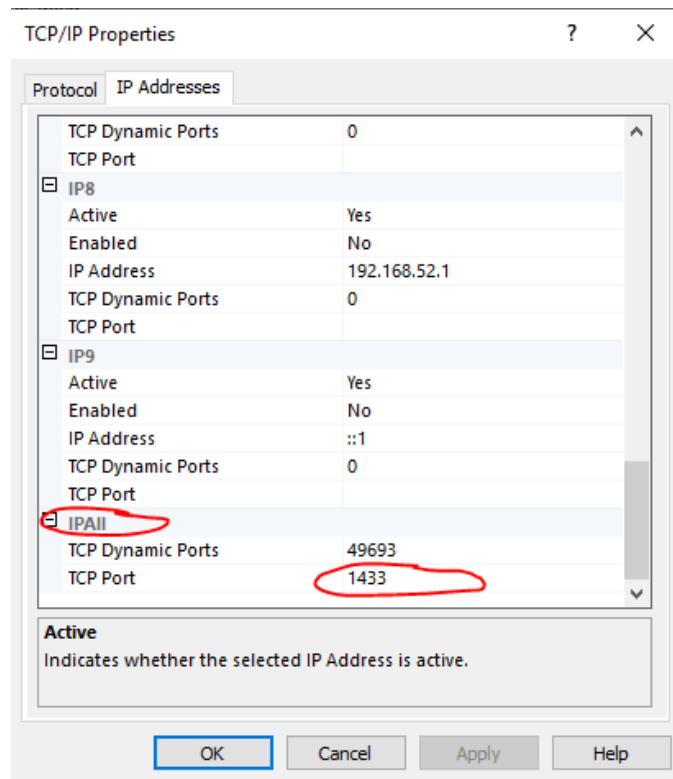 TCP/IP Properties ? X
Protocol IP Addresses
TCP Dynamic Ports 0
TCP Port
IP8
Active Yes
Enabled No
IP Address 192.168.52.1
TCP Dynamic Ports 0
TCP Port
IP9
Active Yes
Enabled No
IP Address ::1
TCP Dynamic Ports 0
TCP Port
IPAll
TCP Dynamic Ports 49693
TCP Port 1433
Active
Indicates whether the selected IP Address is active.
OK Cancel Apply Help